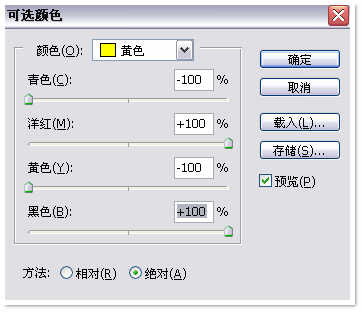 可选颜色
颜色(O): 黄色
确定
青色(C): -100 %
取消
洋红(M): +100 %
载入(L)...
存储(S)...
黄色(Y): -100 %
预览(P)
黑色(B): +100 %
方法: 相对(R) 绝对(A)